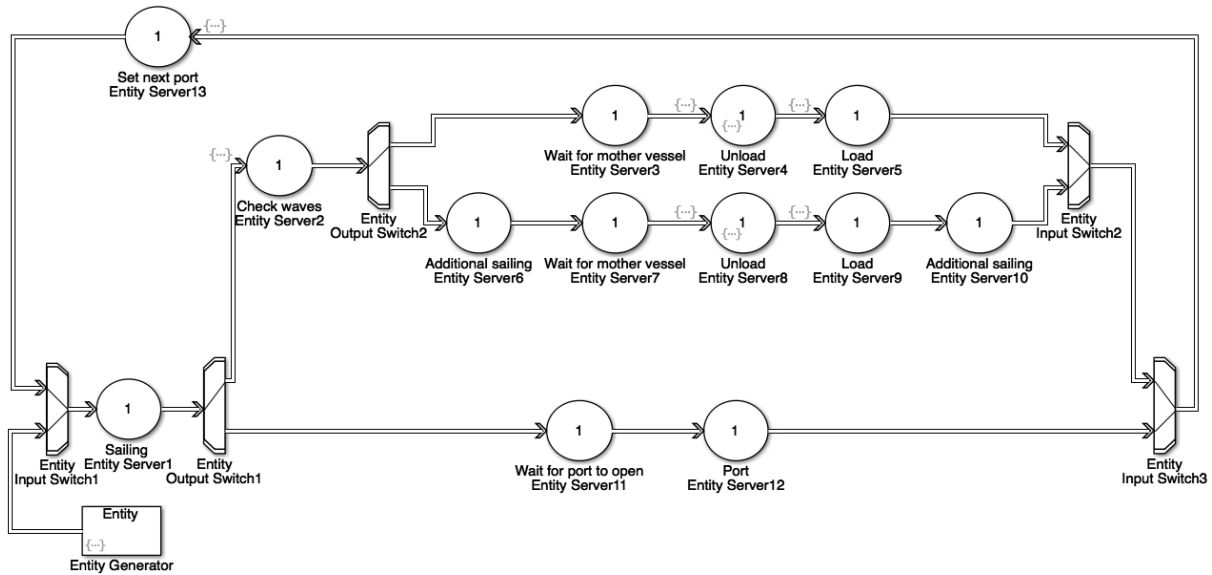 1
{...}
Set next port
Entity Server13
1
{...}
Check waves
Entity Server2
Entity
Output Switch2
1
Wait for mother vessel
Entity Server3
{...}
1
{...}
Unload
Entity Server4
{...}
1
Load
Entity Server5
1
Additional sailing
Entity Server6
1
Wait for mother vessel
Entity Server7
{...}
1
{...}
Unload
Entity Server8
{...}
1
Load
Entity Server9
1
Additional sailing
Entity Server10
Entity
Input Switch2
Entity
Input Switch1
1
Sailing
Entity Server1
Entity
Output Switch1
1
Wait for port to open
Entity Server11
1
Port
Entity Server12
Entity
Input Switch3
Entity
{...}
Entity Generator